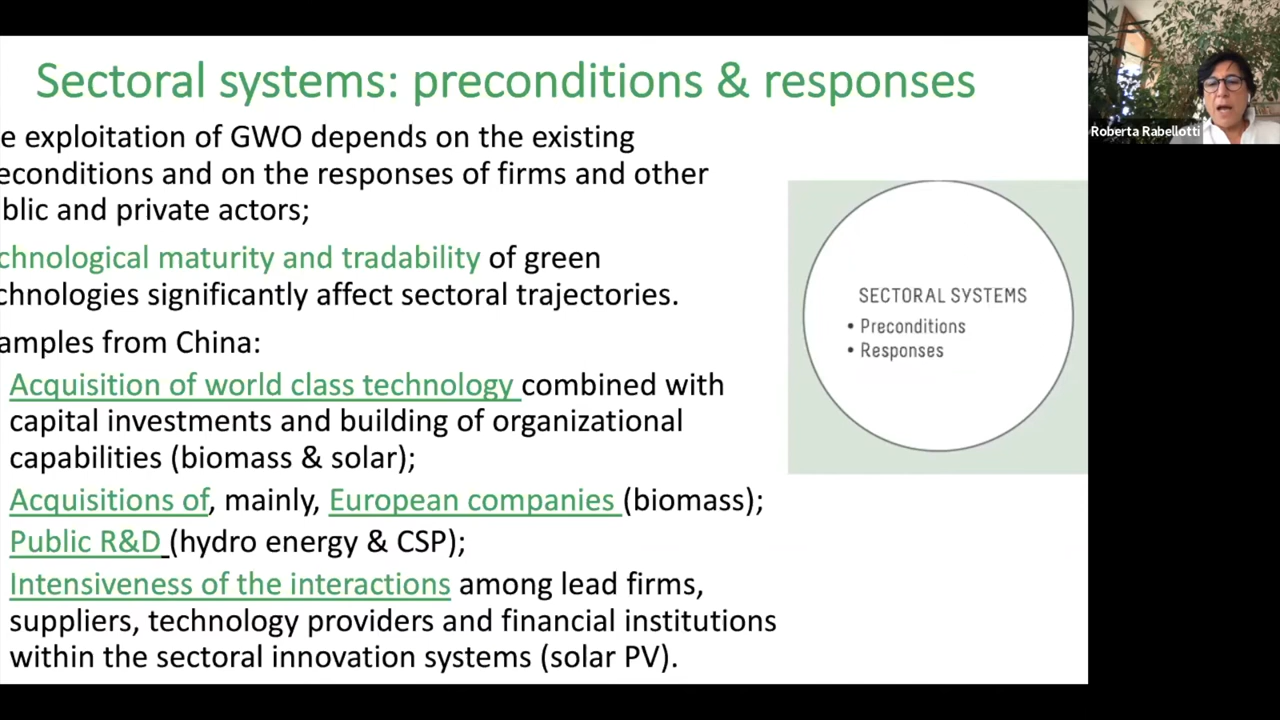 Sectoral systems: preconditions & responses
e exploitation of GWO depends on the existing
econditions and on the responses of firms and other
blic and private actors;
chnological maturity and tradability of green
chnologies significantly affect sectoral trajectories.
amples from China:
Acquisition of world class technology combined with
capital investments and building of organizational
capabilities (biomass & solar);
Acquisitions of, mainly, European companies (biomass);
Public R&D (hydro energy & CSP);
Intensiveness of the interactions among lead firms,
suppliers, technology providers and financial institutions
within the sectoral innovation systems (solar PV).
SECTORAL SYSTEMS
• Preconditions
• Responses
Roberta Rabellotti